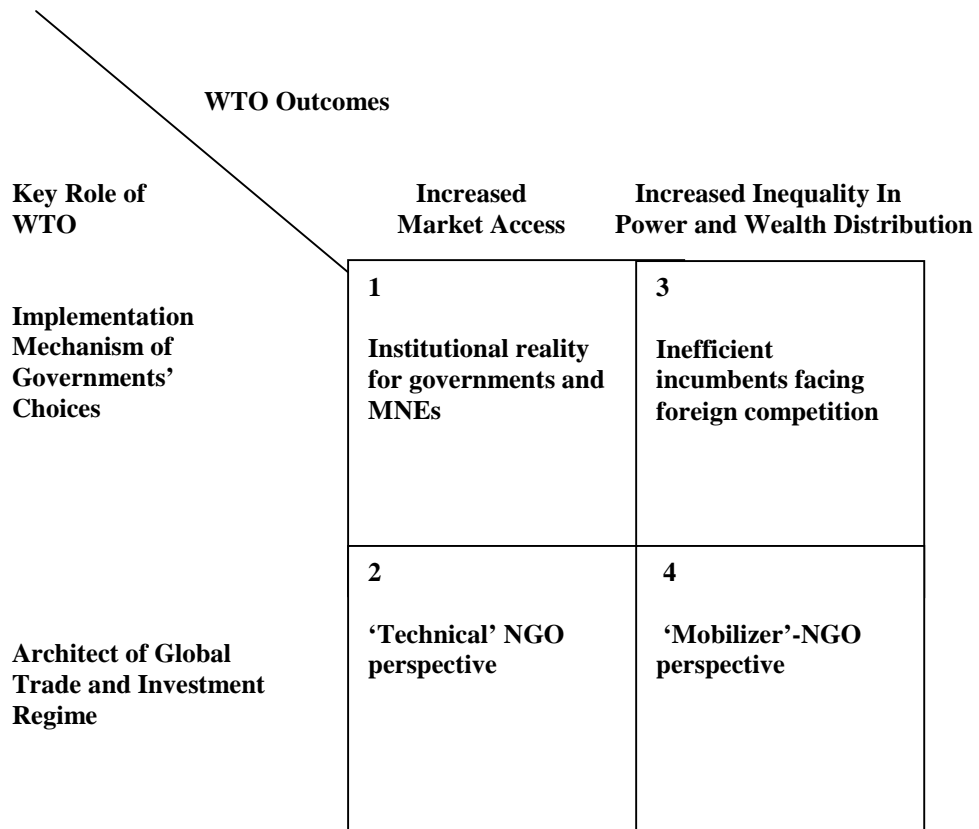 WTO Outcomes
Key Role of
WTO
Increased
Market Access
Increased Inequality In
Power and Wealth Distribution
Implementation
Mechanism of
Governments’
Choices
1
Institutional reality
for governments and
MNEs
3
Inefficient
incumbents facing
foreign competition
Architect of Global
Trade and Investment
Regime
2
‘Technical’ NGO
perspective
4
‘Mobilizer’-NGO
perspective